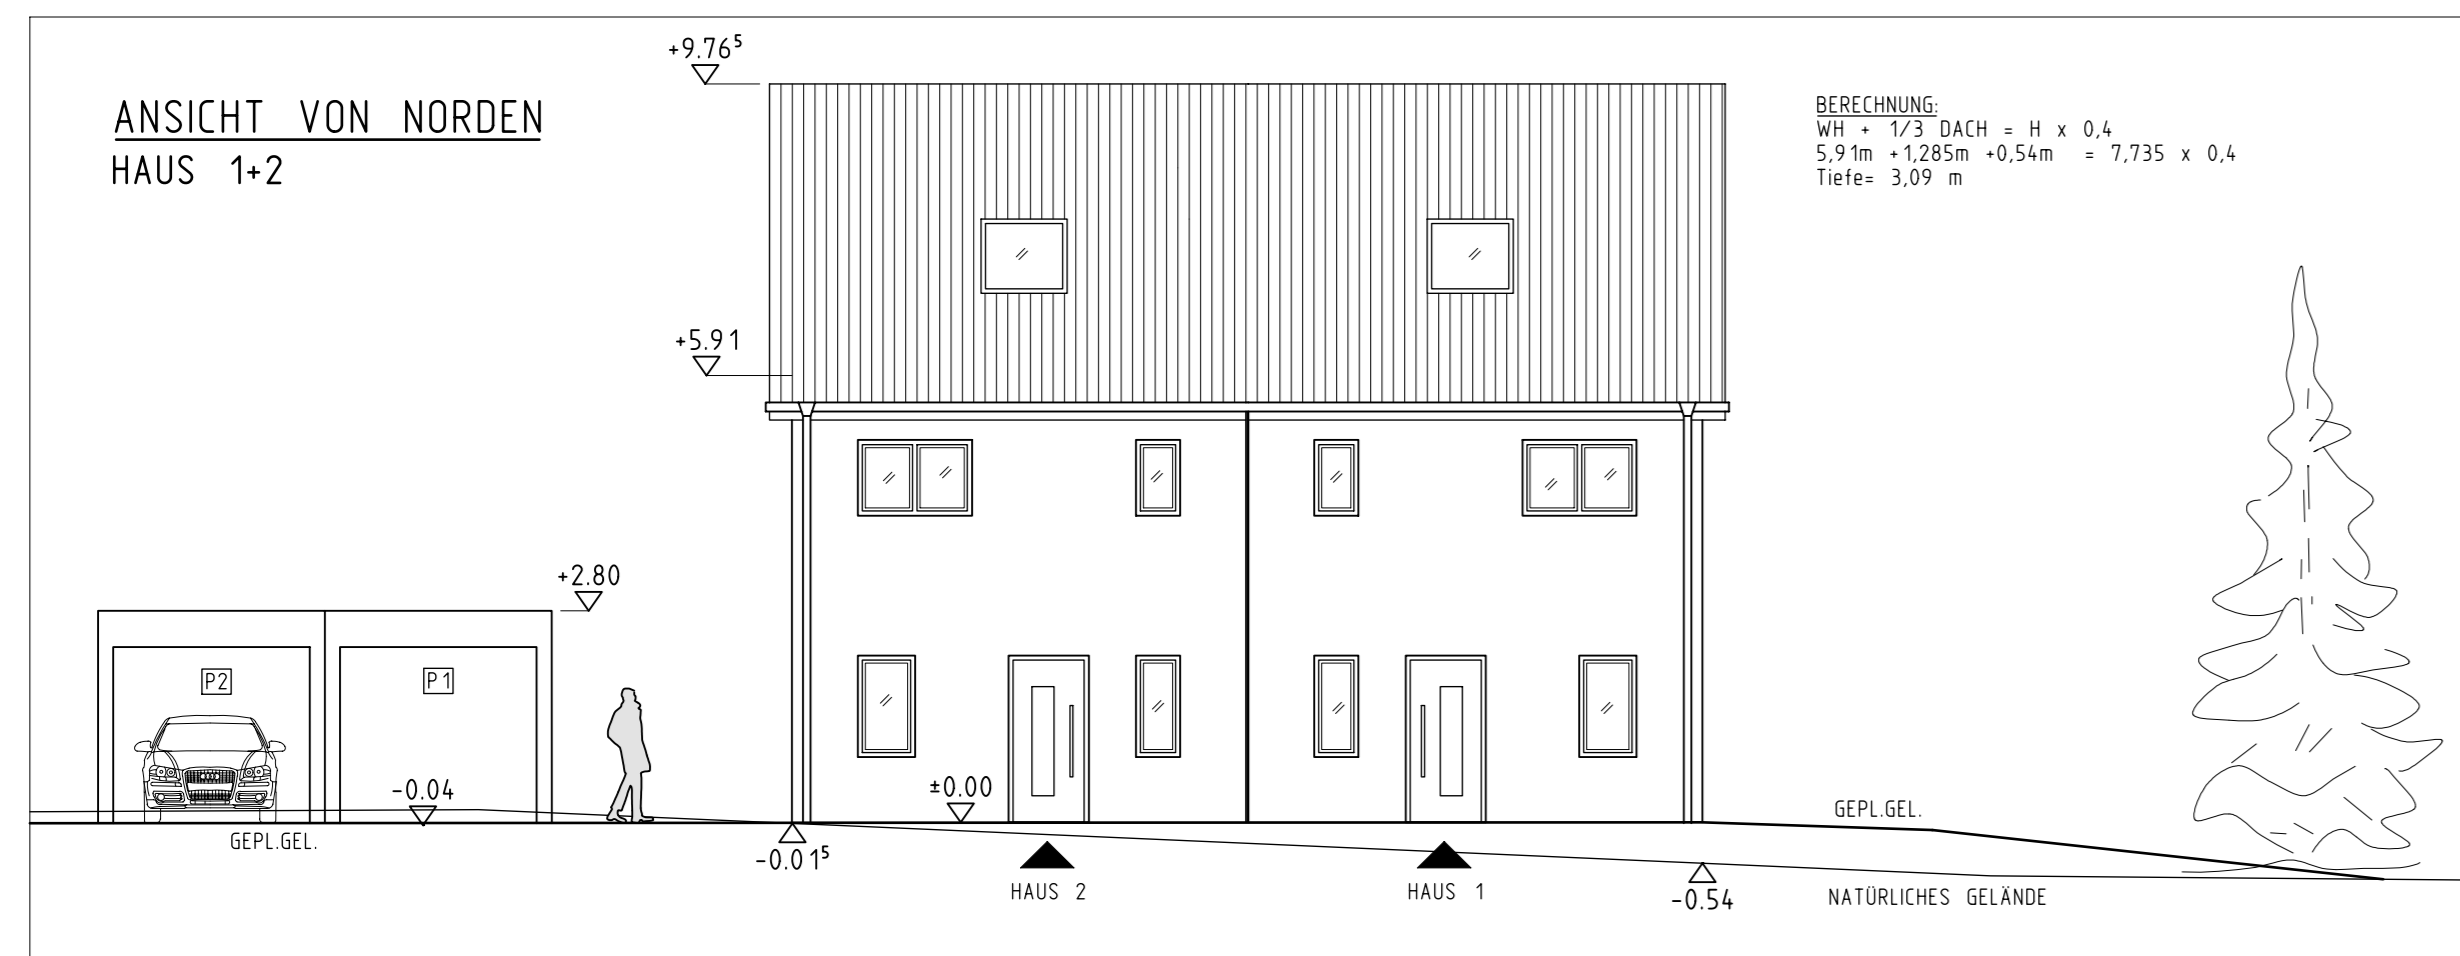 ANSICHT VON NORDEN
HAUS 1+2
+9.76⁵
BERECHNUNG:
WH + 1/3 DACH = H x 0,4
5,91m +1,285m +0,54m = 7,735 x 0,4
Tiefe= 3,09 m
+5.91
+2.80
P2
P1
-0.04
±0.00
GEPL.GEL.
GEPL.GEL.
-0.01⁵
HAUS 2
HAUS 1
-0.54
NATÜRLICHES GELÄNDE